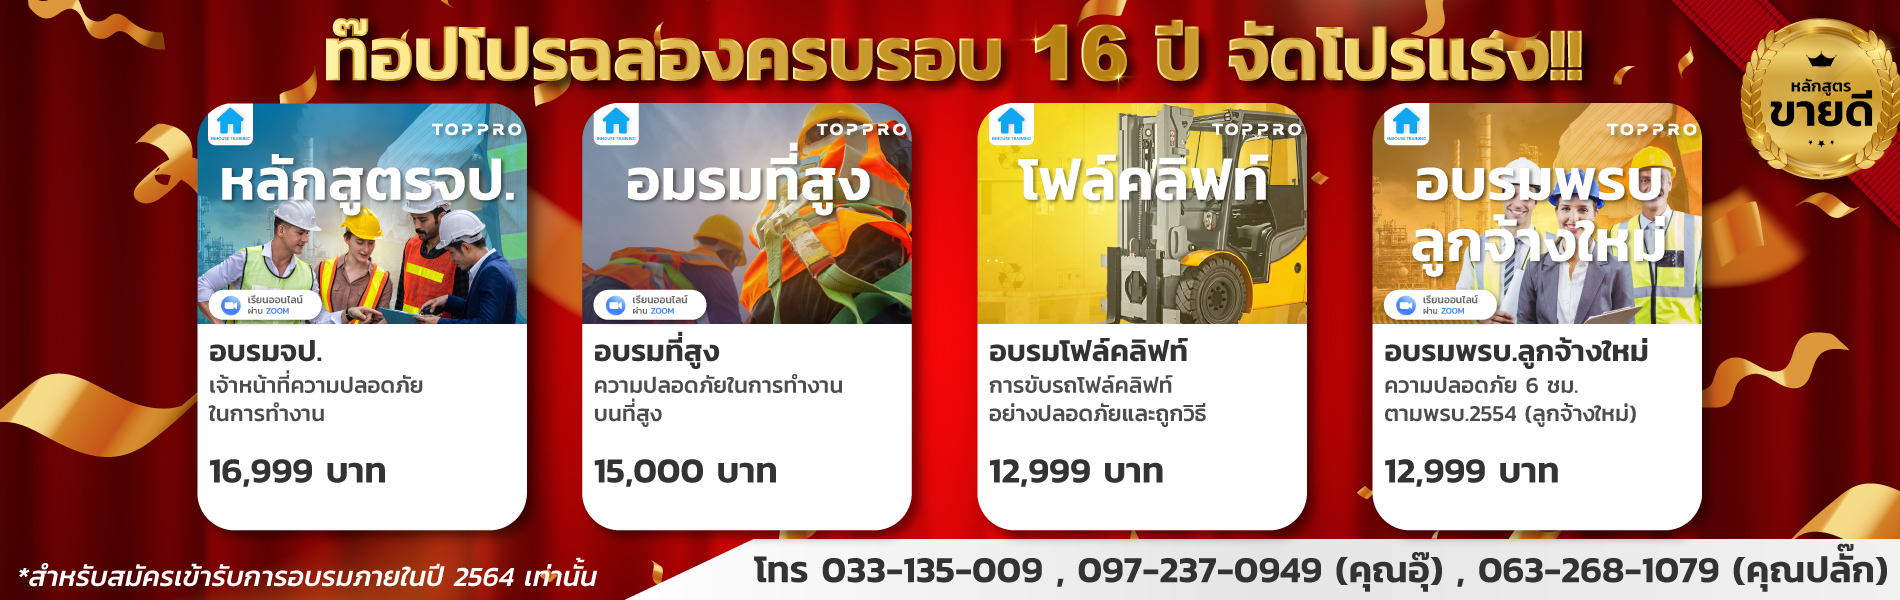 ท๊อปโปรฉลองครบรอบ 16 ปี จัดโปรแรง!!
หลักสูตร
ขายดี
INHOUSE TRAINING
TOPPRO
หลักสูตรจป.
เรียนออนไลน์
ผ่าน ZOOM
อบรมจป.
เจ้าหน้าที่ความปลอดภัย
ในการทำงาน
16,999 บาท
INHOUSE TRAINING
TOPPRO
อมรมที่สูง
เรียนออนไลน์
ผ่าน ZOOM
อบรมที่สูง
ความปลอดภัยในการทำงาน
บนที่สูง
15,000 บาท
INHOUSE TRAINING
TOPPRO
โฟล์คลิฟท์
อบรมโฟล์คลิฟท์
การขับรถโฟล์คลิฟท์
อย่างปลอดภัยและถูกวิธี
12,999 บาท
INHOUSE TRAINING
TOPPRO
อบรมพรบ
ลูกจ้างใหม่
เรียนออนไลน์
ผ่าน ZOOM
อบรมพรบ.ลูกจ้างใหม่
ความปลอดภัย 6 ชม.
ตามพรบ.2554 (ลูกจ้างใหม่)
12,999 บาท
*สำหรับสมัครเข้ารับการอบรมภายในปี 2564 เท่านั้น
โทร 033-135-009 , 097-237-0949 (คุณอุ๊) , 063-268-1079 (คุณปลั๊ก)